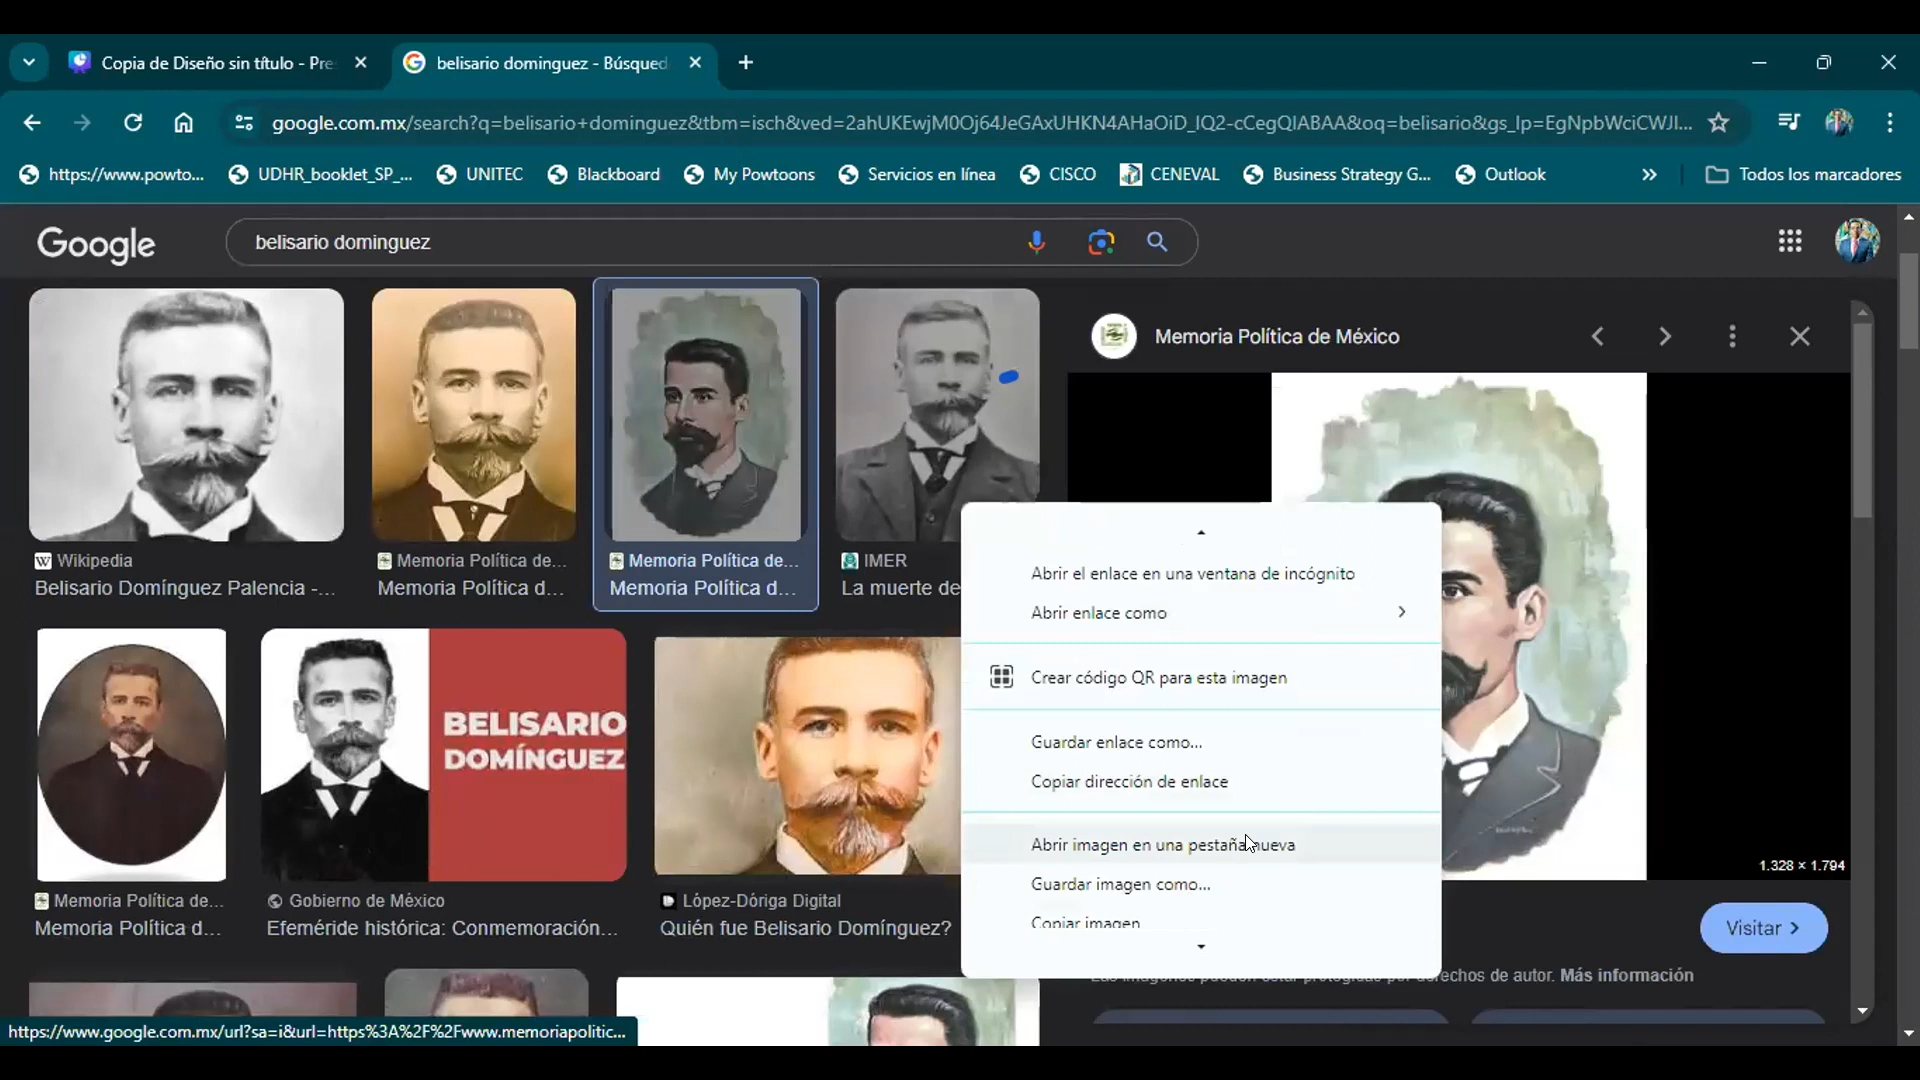 Copia de Diseño sin título - Pre
belisario dominguez - Búsqued
google.com.mx/search?q=belisario+dominguez&tbm=isch&ved=2ahUKEwjM0Oj64JeGAxUHKN4AHaOiD_IQ2-cCegQIABAA&oq=belisario&gs_lp=EgNpbWciCWJl...
https://www.powto...
UDHR_booklet_SP_...
UNITEC
Blackboard
My Powtoons
Servicios en línea
CISCO
CENEVAL
Business Strategy G...
Outlook
Todos los marcadores
Google
belisario dominguez
Memoria Política de México
Wikipedia
Belisario Domínguez Palencia -...
Memoria Política de...
Memoria Política d...
Memoria Política de...
Memoria Política d...
IMER
La muerte de
Abrir el enlace en una ventana de incógnito
Abrir enlace como
Crear código QR para esta imagen
Guardar enlace como...
Copiar dirección de enlace
Abrir imagen en una pestaña nueva
Guardar imagen como...
Copiar imagen
BELISARIO
DOMÍNGUEZ
1.328 × 1.794
Memoria Política de...
Memoria Política d...
Gobierno de México
Efeméride histórica: Conmemoración...
López-Dóriga Digital
Quién fue Belisario Domínguez?
Visitar
derechos de autor. Más información
https://www.google.com.mx/url?sa=i&url=https%3A%2F%2Fwww.memoriapolitic...